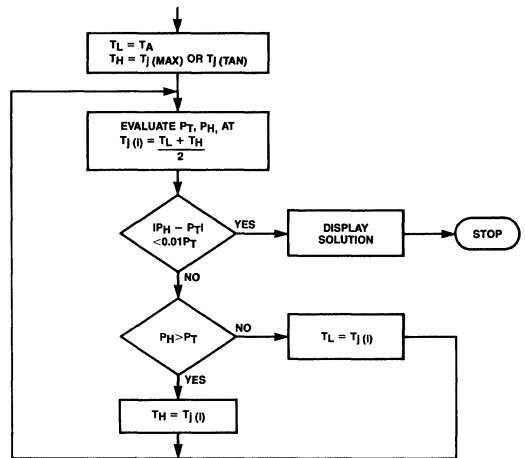 TL = TA
TH = Tj (MAX) OR Tj (TAN)
EVALUATE PT, PH, AT
Tj (i) = TL + TH
2
|PH – PT|
<0.01PT
YES
DISPLAY
SOLUTION
STOP
NO
PH>PT
NO
TL = Tj (i)
YES
TH = Tj (i)